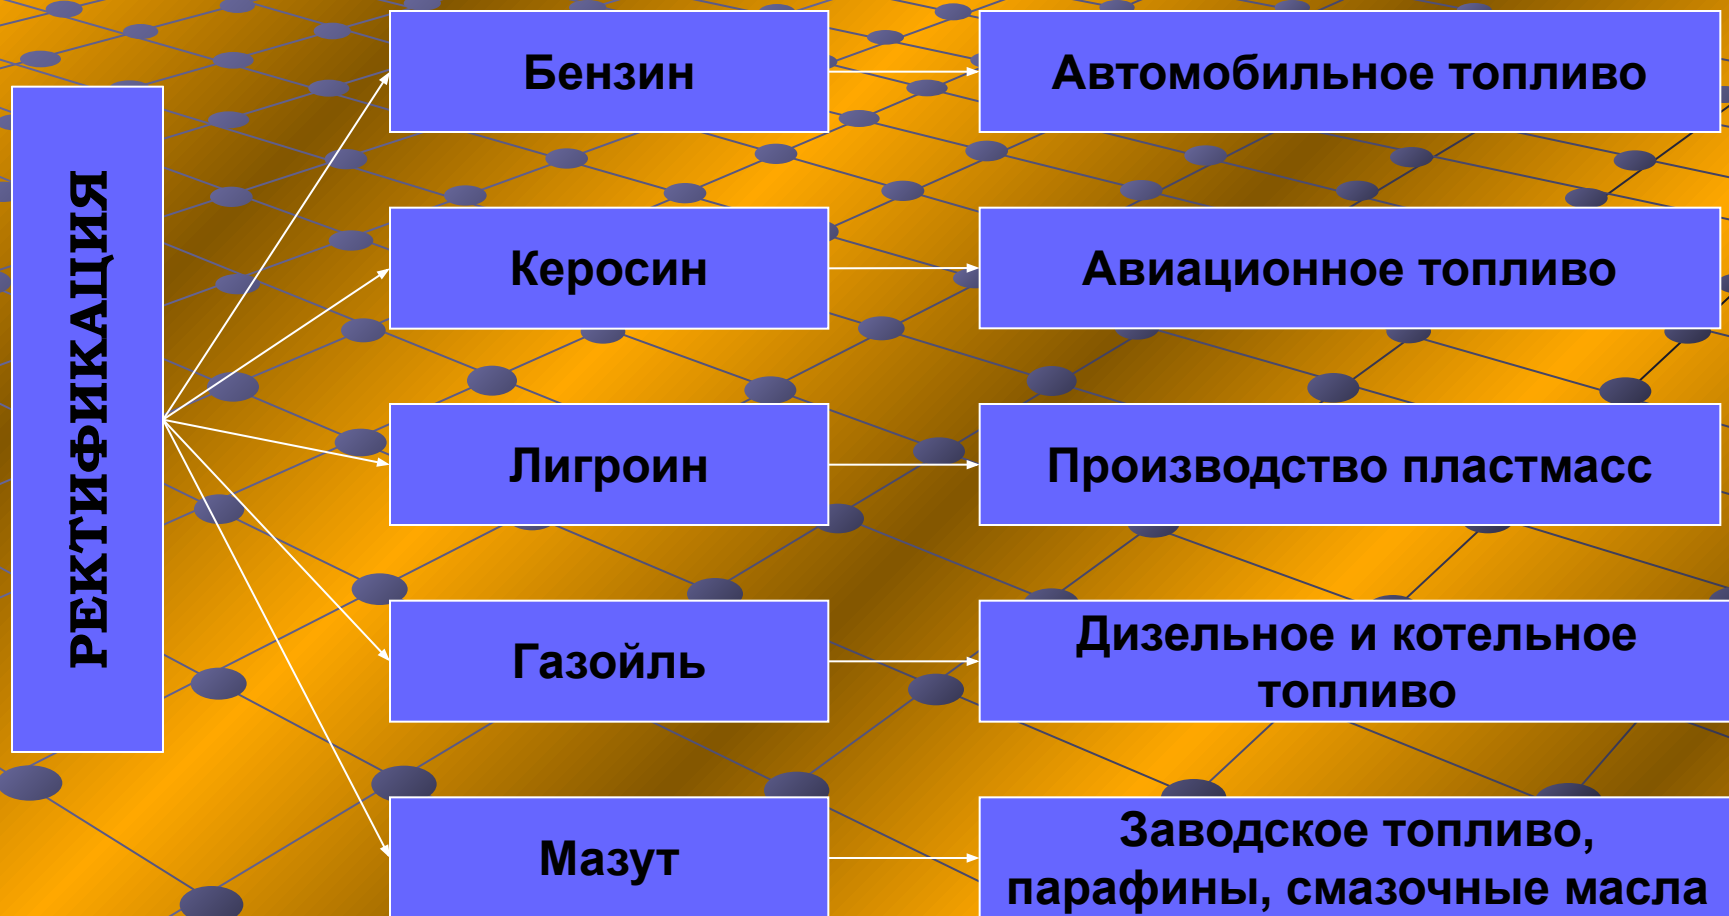 РЕКТИФИКАЦИЯ
Бензин
Автомобильное топливо
Керосин
Авиационное топливо
Лигроин
Производство пластмасс
Газойль
Дизельное и котельное
топливо
Мазут
Заводское топливо,
парафины, смазочные масла